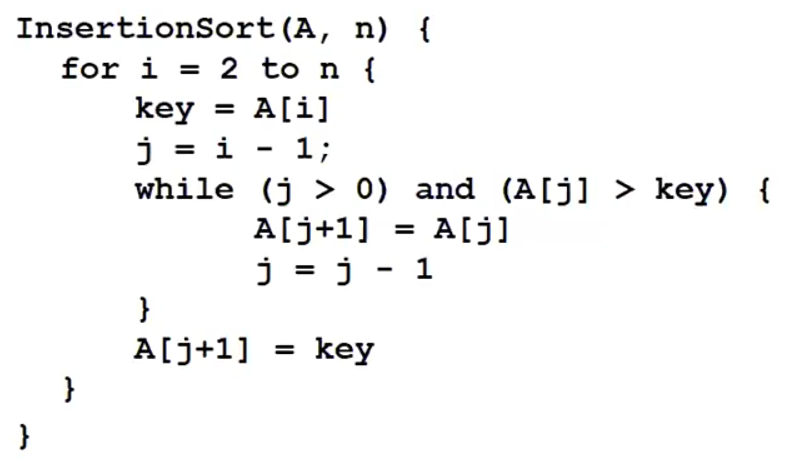 InsertionSort(A, n) {
for i = 2 to n {
key = A[i]
j = i - 1;
while (j > 0) and (A[j] > key) {
A[j+1] = A[j]
j = j - 1
}
A[j+1] = key
}
}